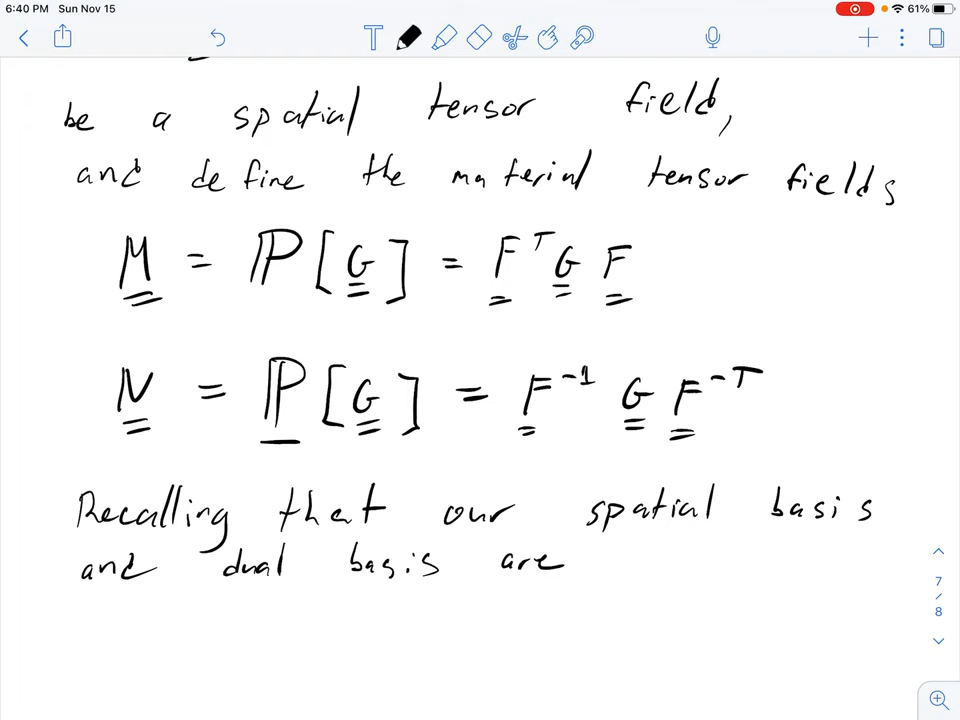 6:40 PM Sun Nov 15
61%
T
be a spatial tensor field,
and define the material tensor fields
M = ℙ[G] = F^T G F
N = ℙ[G] = F^-1 G F^-T
Recalling that our spatial basis
and dual basis are
7
/
8